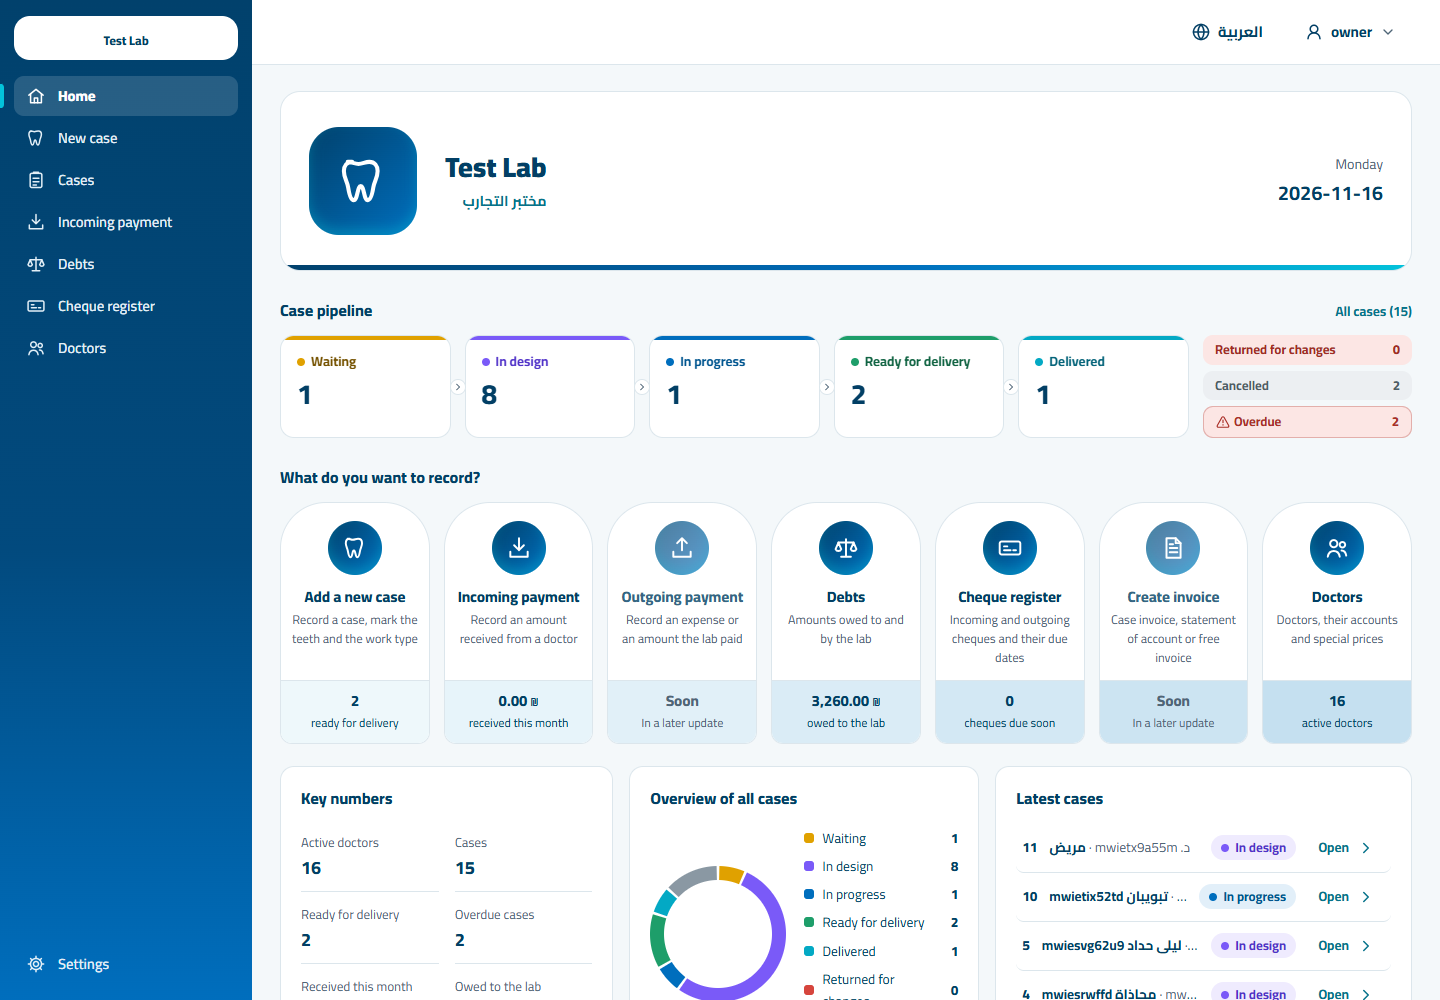 Test Lab
Home
New case
Cases
Incoming payment
Debts
Cheque register
Doctors
Settings
العربية
owner
Test Lab
مختبر التجارب
Monday
2026-11-16
Case pipeline
All cases (15)
Waiting
1
In design
8
In progress
1
Ready for delivery
2
Delivered
1
Returned for changes 0
Cancelled 2
Overdue 2
What do you want to record?
Add a new case
Record a case, mark the
teeth and the work type
2
ready for delivery
Incoming payment
Record an amount
received from a doctor
0.00 ₪
received this month
Outgoing payment
Record an expense or
an amount the lab paid
Soon
In a later update
Debts
Amounts owed to and
by the lab
3,260.00 ₪
owed to the lab
Cheque register
Incoming and outgoing
cheques and their due
dates
0
cheques due soon
Create invoice
Case invoice, statement
of account or free
invoice
Soon
In a later update
Doctors
Doctors, their accounts
and special prices
16
active doctors
Key numbers
Active doctors
16
Cases
15
Ready for delivery
2
Overdue cases
2
Received this month
Owed to the lab
Overview of all cases
Waiting 1
In design 8
In progress 1
Ready for delivery 2
Delivered 1
Returned for
changes 0
Latest cases
11 مريض · mwietx9a55m د. In design Open
10 mwietix52td تبويبان · ... In progress Open
5 mwiesvg62u9 ليلى حداد ·... In design Open
4 mwiesrwffd محاذاة · mw... In design Open